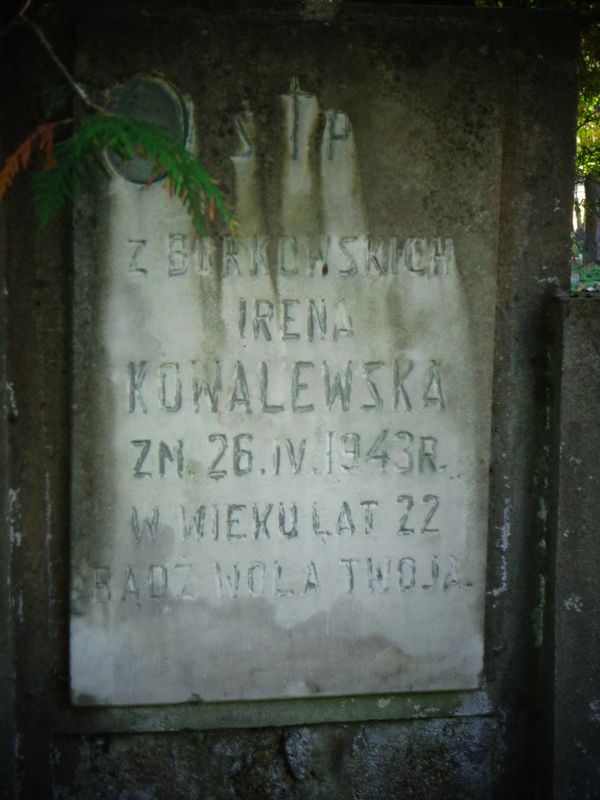 Ś † P
Z BORKOWSKICH
IRENA
KOWALEWSKA
ZM. 26.IV.1943R.
W WIEKU LAT 22
BĄDŹ WOLA TWOJA.